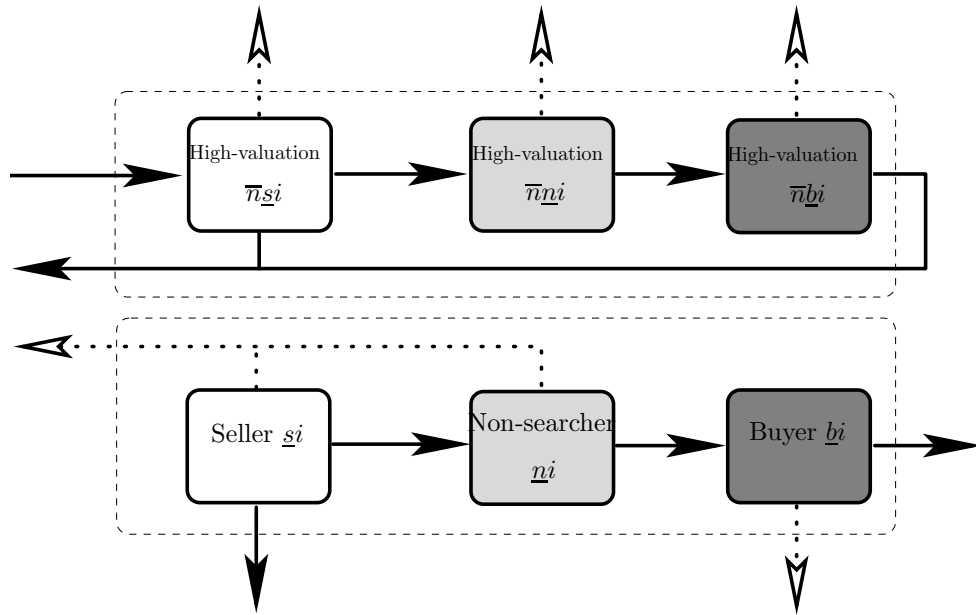 High-valuation
n̅s̲i
High-valuation
n̅n̲i
High-valuation
n̅b̲i
Seller s̲i
Non-searcher
n̲i
Buyer b̲i